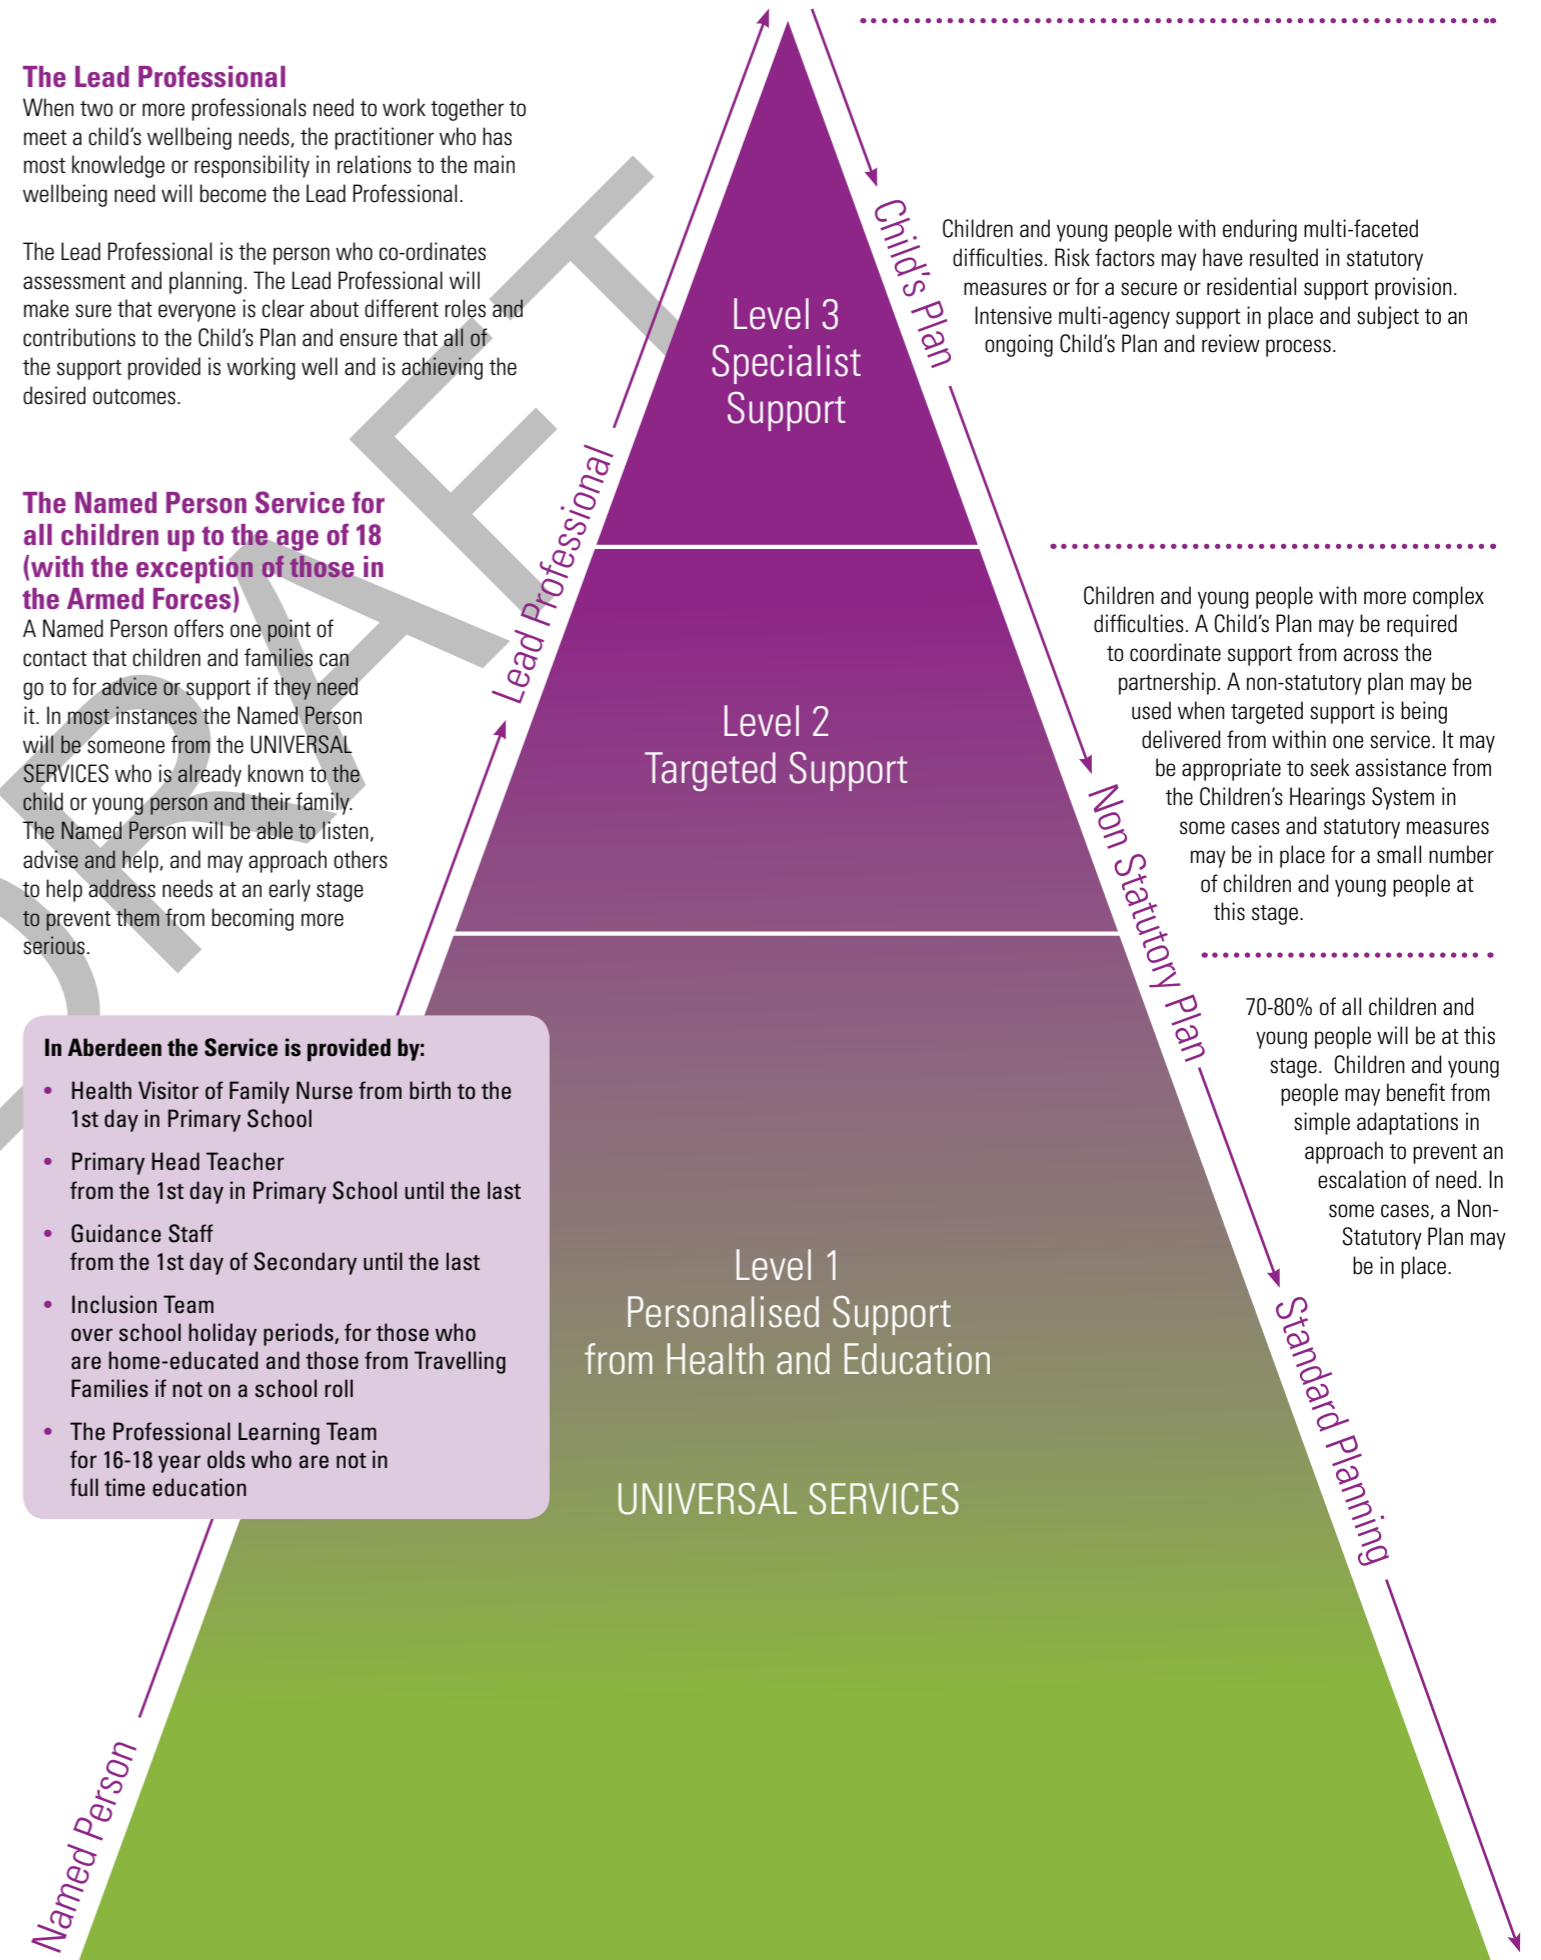 The Lead Professional
When two or more professionals need to work together to
meet a child's wellbeing needs, the practitioner who has
most knowledge or responsibility in relations to the main
wellbeing need will become the Lead Professional.
The Lead Professional is the person who co-ordinates
assessment and planning. The Lead Professional will
make sure that everyone is clear about different roles and
contributions to the Child's Plan and ensure that all of
the support provided is working well and is achieving the
desired outcomes.
The Named Person Service for
all children up to the age of 18
(with the exception of those in
the Armed Forces)
A Named Person offers one point of
contact that children and families can
go to for advice or support if they need
it. In most instances the Named Person
will be someone from the UNIVERSAL
SERVICES who is already known to the
child or young person and their family.
The Named Person will be able to listen,
advise and help, and may approach others
to help address needs at an early stage
to prevent them from becoming more
serious.
In Aberdeen the Service is provided by:
• Health Visitor of Family Nurse from birth to the
1st day in Primary School
• Primary Head Teacher
from the 1st day in Primary School until the last
• Guidance Staff
from the 1st day of Secondary until the last
• Inclusion Team
over school holiday periods, for those who
are home-educated and those from Travelling
Families if not on a school roll
• The Professional Learning Team
for 16-18 year olds who are not in
full time education
Named Person
Lead Professional
Level 3
Specialist
Support
Level 2
Targeted Support
Level 1
Personalised Support
from Health and Education
UNIVERSAL SERVICES
Child's Plan
Non Statutory Plan
Standard Planning
Children and young people with enduring multi-faceted
difficulties. Risk factors may have resulted in statutory
measures or for a secure or residential support provision.
Intensive multi-agency support in place and subject to an
ongoing Child's Plan and review process.
Children and young people with more complex
difficulties. A Child's Plan may be required
to coordinate support from across the
partnership. A non-statutory plan may be
used when targeted support is being
delivered from within one service. It may
be appropriate to seek assistance from
the Children's Hearings System in
some cases and statutory measures
may be in place for a small number
of children and young people at
this stage.
70-80% of all children and
young people will be at this
stage. Children and young
people may benefit from
simple adaptations in
approach to prevent an
escalation of need. In
some cases, a Non-
Statutory Plan may
be in place.
DRAFT